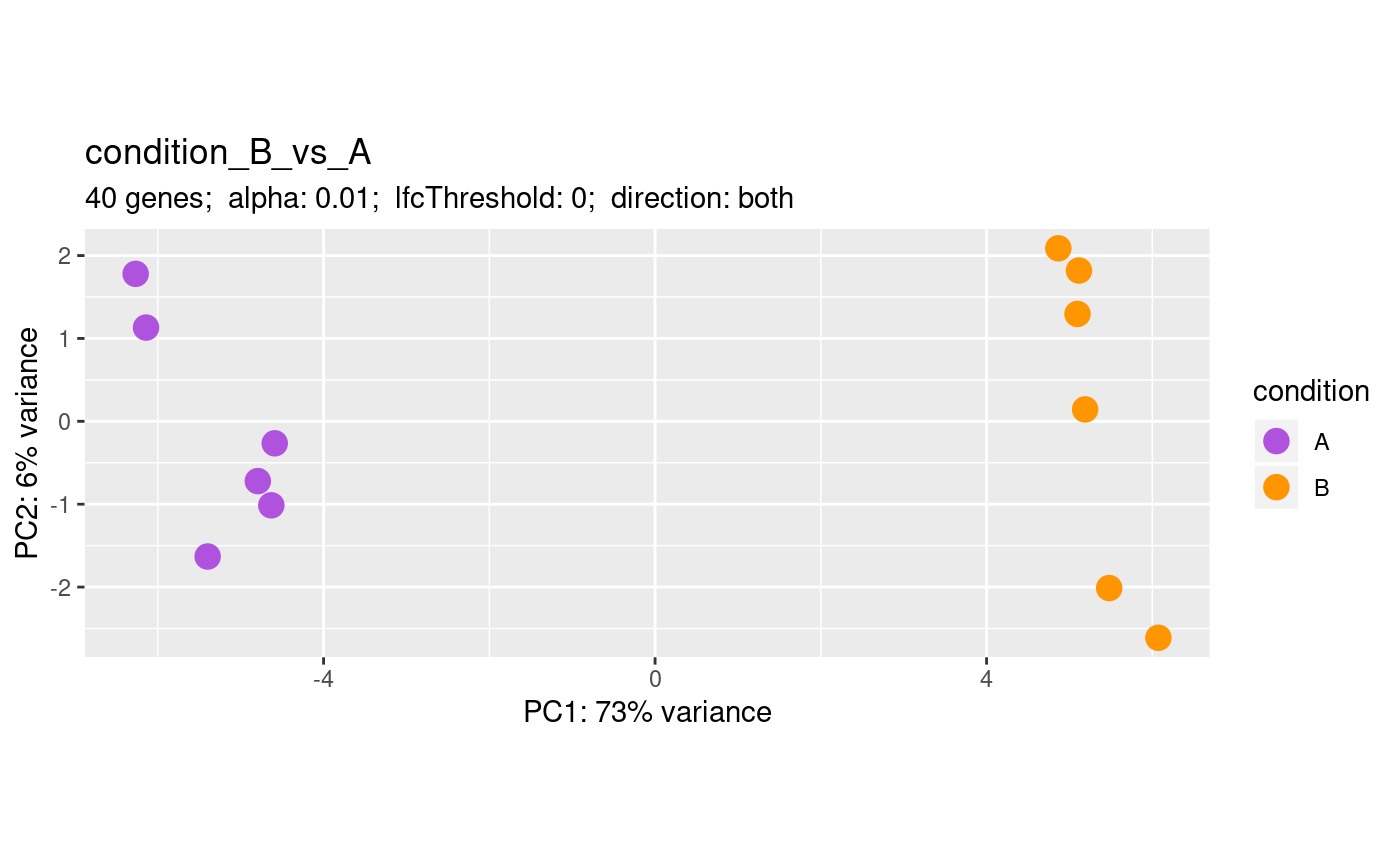 condition_B_vs_A
40 genes;  alpha: 0.01;  lfcThreshold: 0;  direction: both
2
1
0
-1
-2
PC2: 6% variance
-4
0
4
PC1: 73% variance
condition
A
B